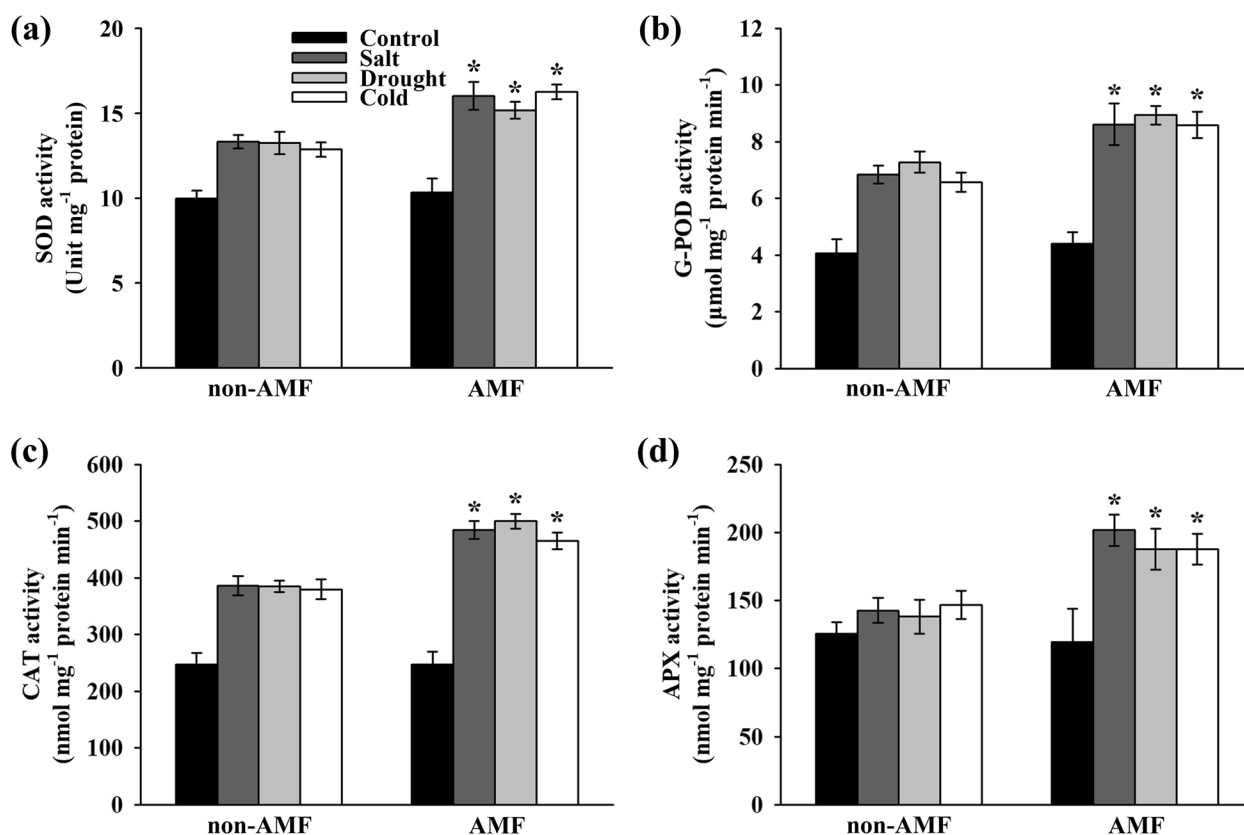 (a)
SOD activity
(Unit mg⁻¹ protein)
20
15
10
5
0
Control
Salt
Drought
Cold
* * *
non-AMF AMF
(b)
G-POD activity
(µmol mg⁻¹ protein min⁻¹)
12
10
8
6
4
2
0
* * *
non-AMF AMF
(c)
CAT activity
(nmol mg⁻¹ protein min⁻¹)
600
500
400
300
200
100
0
* * *
non-AMF AMF
(d)
APX activity
(nmol mg⁻¹ protein min⁻¹)
250
200
150
100
50
0
* * *
non-AMF AMF